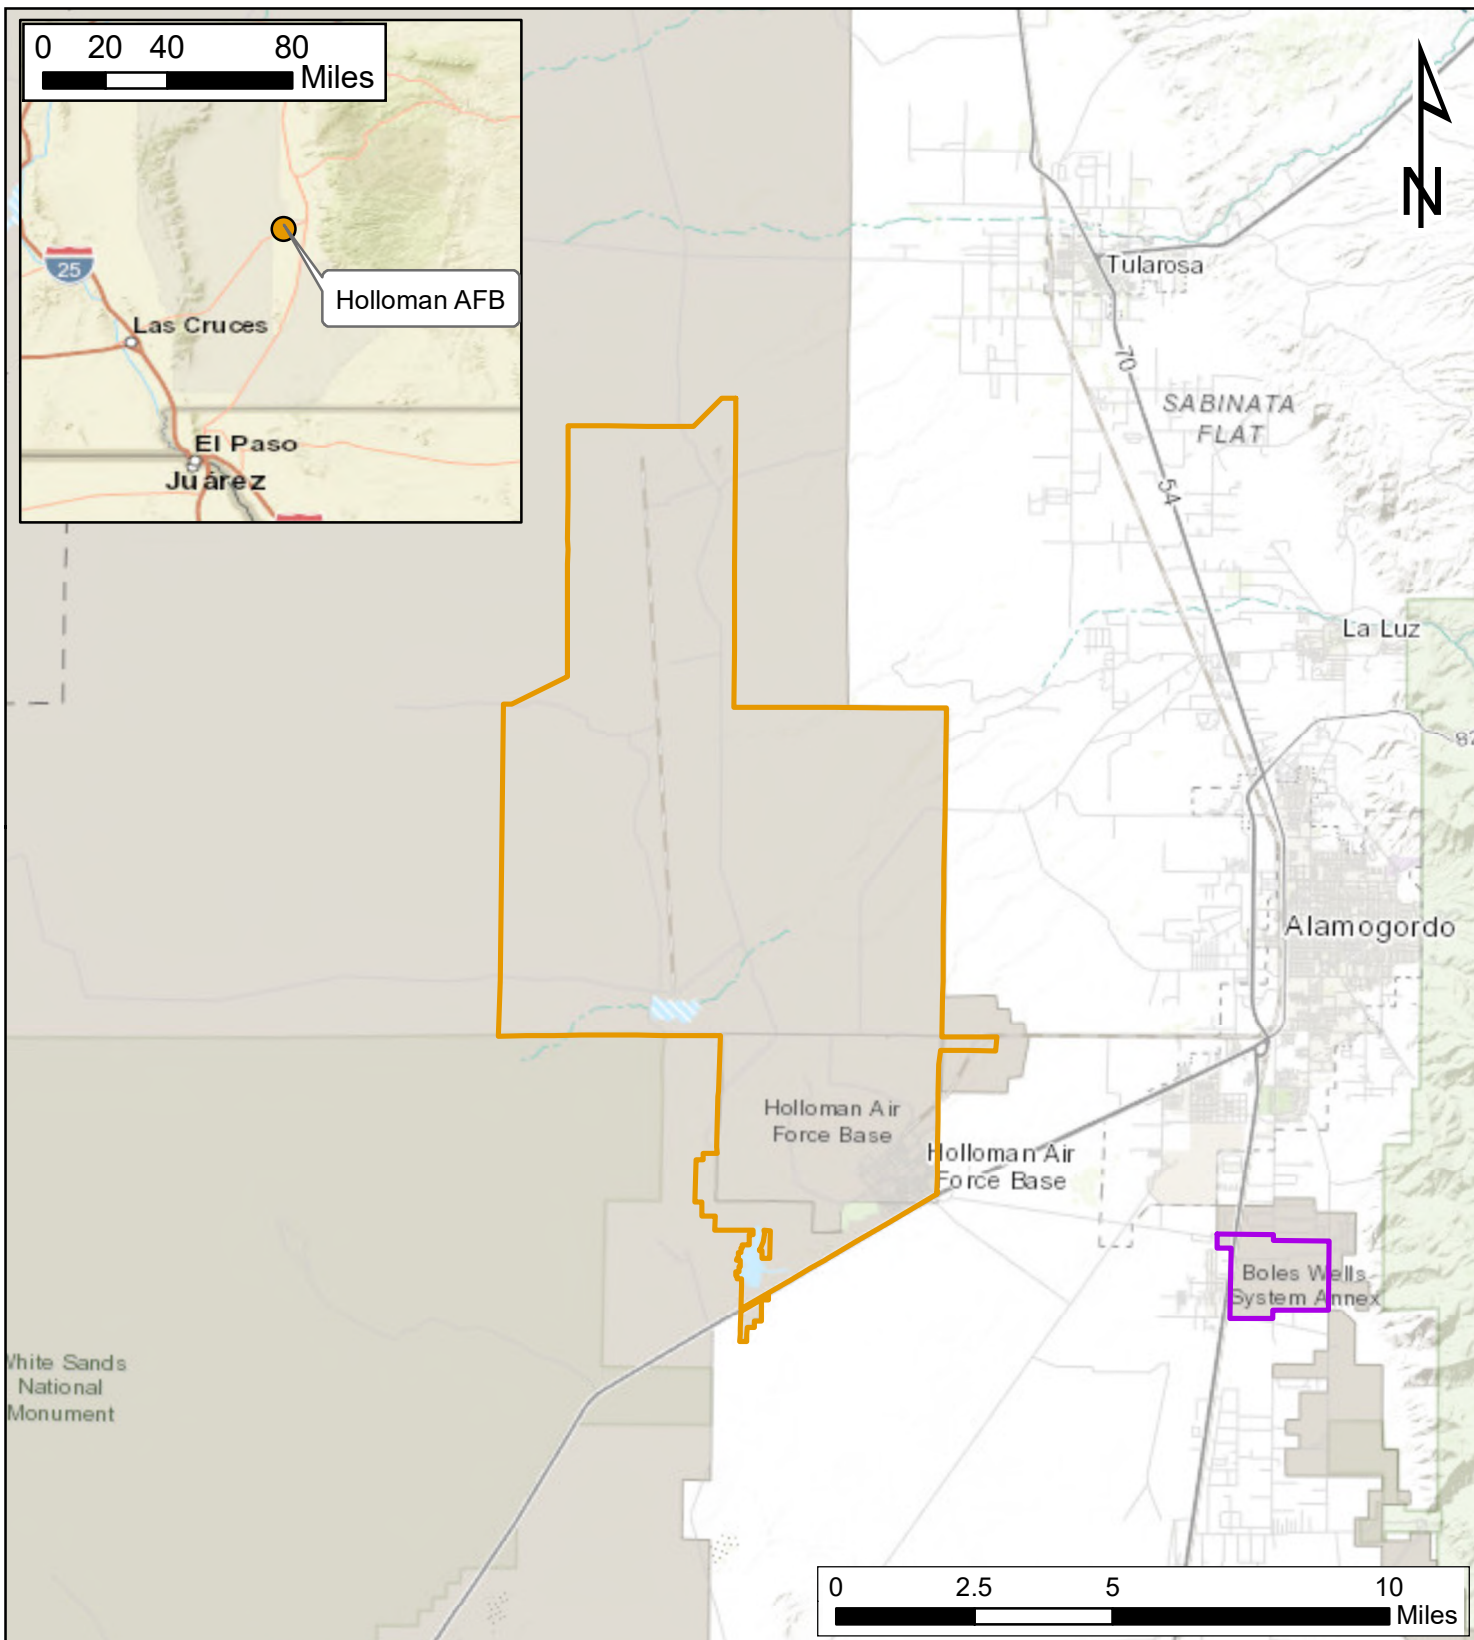 0 20 40 80
Miles
25
Holloman AFB
Las Cruces
El Paso
Juárez
N
Tularosa
70
SABINATA
FLAT
54
La Luz
82
Alamogordo
Holloman Air
Force Base
Holloman Air
Force Base
Boles Wells
System Annex
White Sands
National
Monument
0 2.5 5 10
Miles